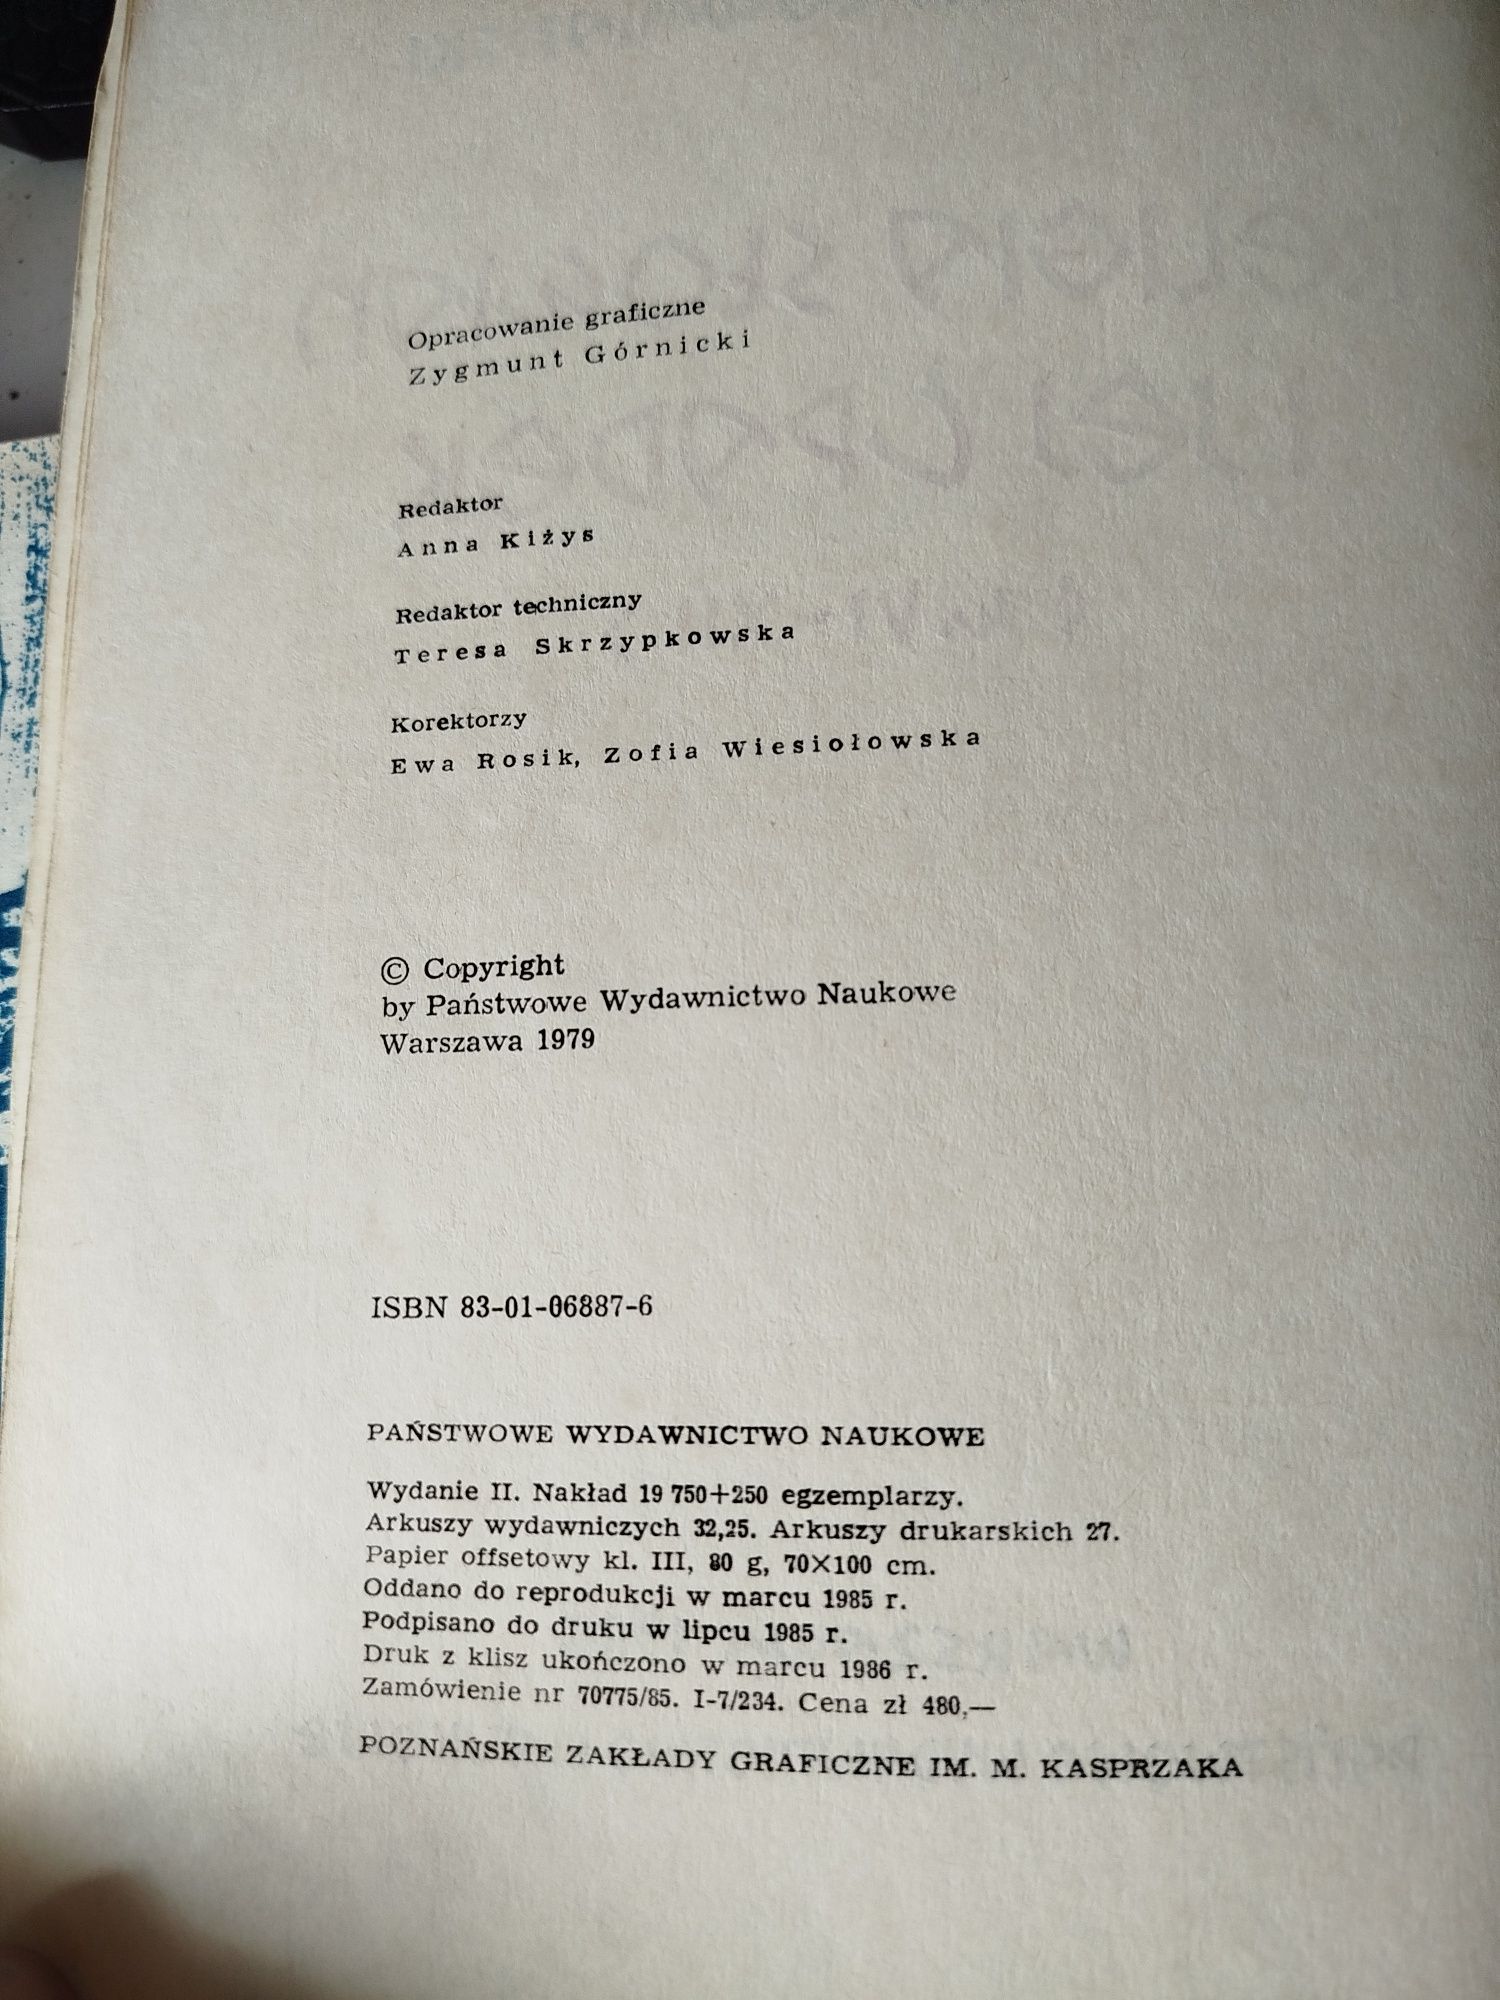 Opracowanie graficzne
Zygmunt Górnicki
Redaktor
Anna Kiżys
Redaktor techniczny
Teresa Skrzypkowska
Korektorzy
Ewa Rosik, Zofia Wiesiołowska
© Copyright
by Państwowe Wydawnictwo Naukowe
Warszawa 1979
ISBN 83-01-06887-6
PAŃSTWOWE WYDAWNICTWO NAUKOWE
Wydanie II. Nakład 19 750+250 egzemplarzy.
Arkuszy wydawniczych 32,25. Arkuszy drukarskich 27.
Papier offsetowy kl. III, 80 g, 70×100 cm.
Oddano do reprodukcji w marcu 1985 r.
Podpisano do druku w lipcu 1985 r.
Druk z klisz ukończono w marcu 1986 r.
Zamówienie nr 70775/85. I-7/234. Cena zł 480,—
POZNAŃSKIE ZAKŁADY GRAFICZNE IM. M. KASPRZAKA